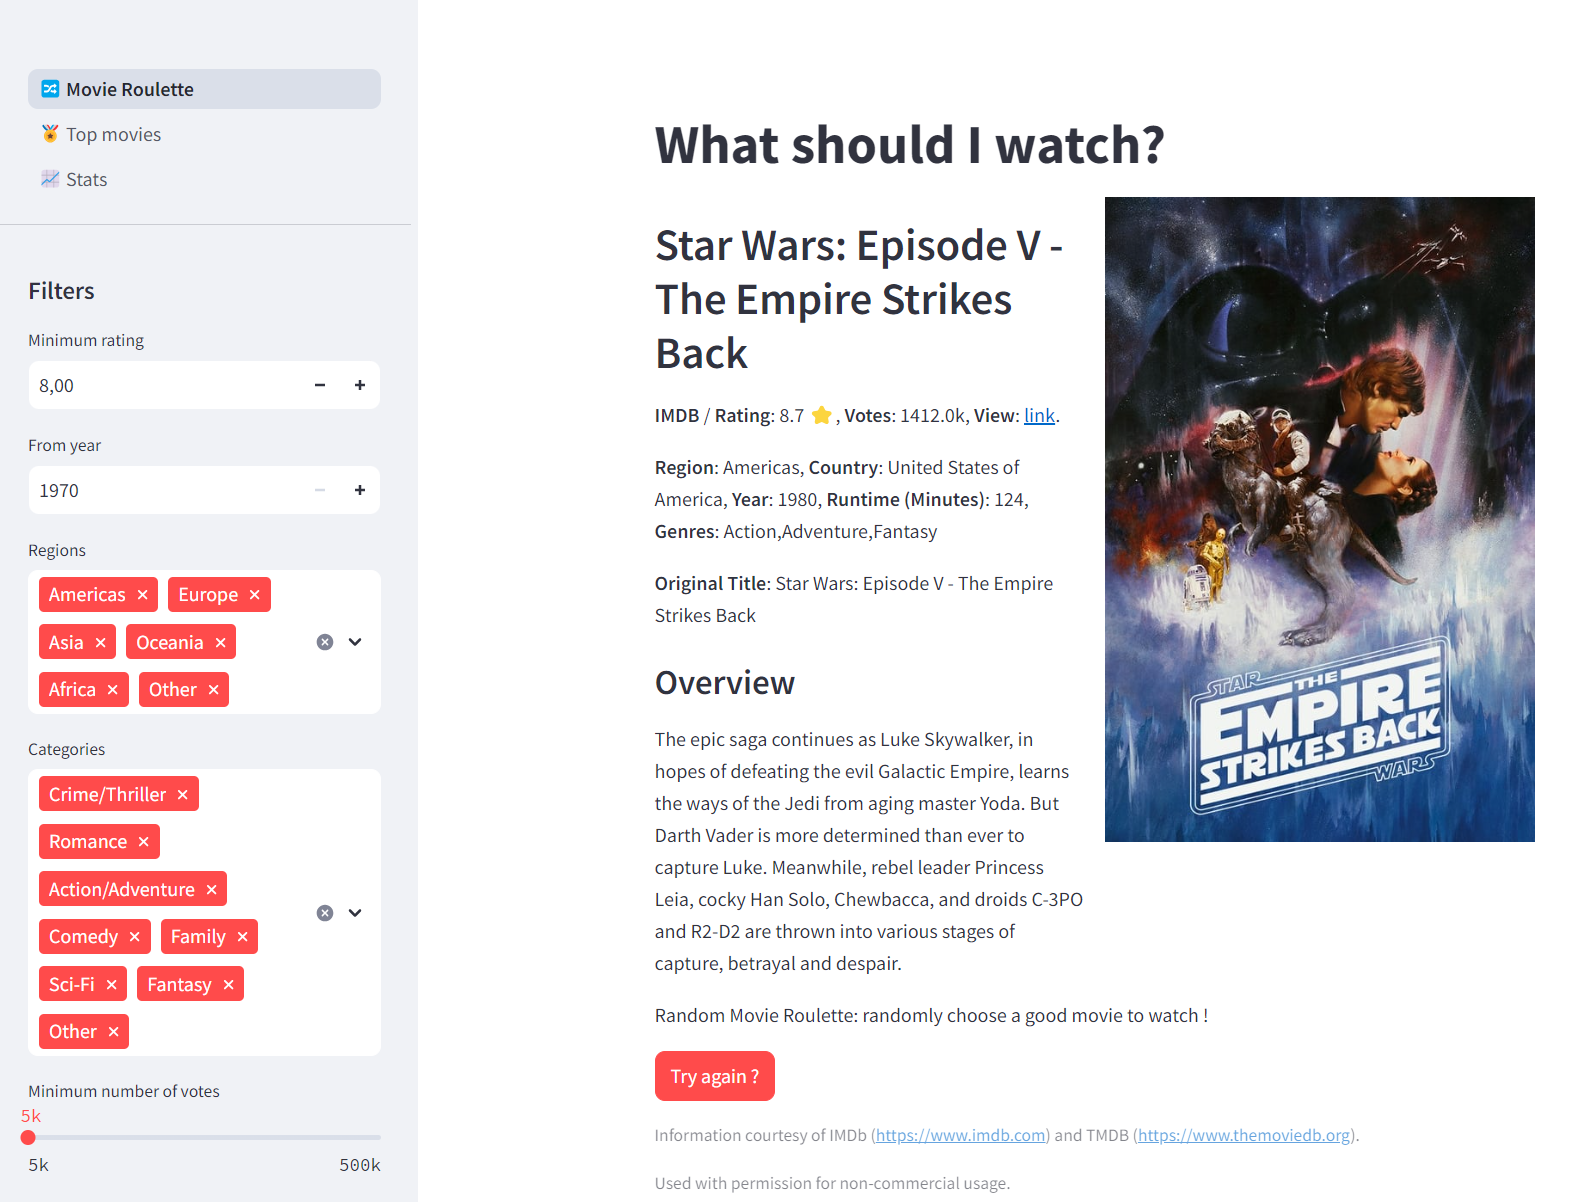 Movie Roulette
Top movies
Stats
Filters
Minimum rating
8,00
From year
1970
Regions
Americas
Europe
Asia
Oceania
Africa
Other
Categories
Crime/Thriller
Romance
Action/Adventure
Comedy
Family
Sci-Fi
Fantasy
Other
Minimum number of votes
5k
5k
500k
What should I watch?
Star Wars: Episode V -
The Empire Strikes
Back
IMDB / Rating: 8.7 ⭐ , Votes: 1412.0k, View: link.
Region: Americas, Country: United States of
America, Year: 1980, Runtime (Minutes): 124,
Genres: Action,Adventure,Fantasy
Original Title: Star Wars: Episode V - The Empire
Strikes Back
Overview
The epic saga continues as Luke Skywalker, in
hopes of defeating the evil Galactic Empire, learns
the ways of the Jedi from aging master Yoda. But
Darth Vader is more determined than ever to
capture Luke. Meanwhile, rebel leader Princess
Leia, cocky Han Solo, Chewbacca, and droids C-3PO
and R2-D2 are thrown into various stages of
capture, betrayal and despair.
STAR
THE
EMPIRE
STRIKES BACK
WARS
Random Movie Roulette: randomly choose a good movie to watch !
Try again ?
Information courtesy of IMDb (https://www.imdb.com) and TMDB (https://www.themoviedb.org).
Used with permission for non-commercial usage.